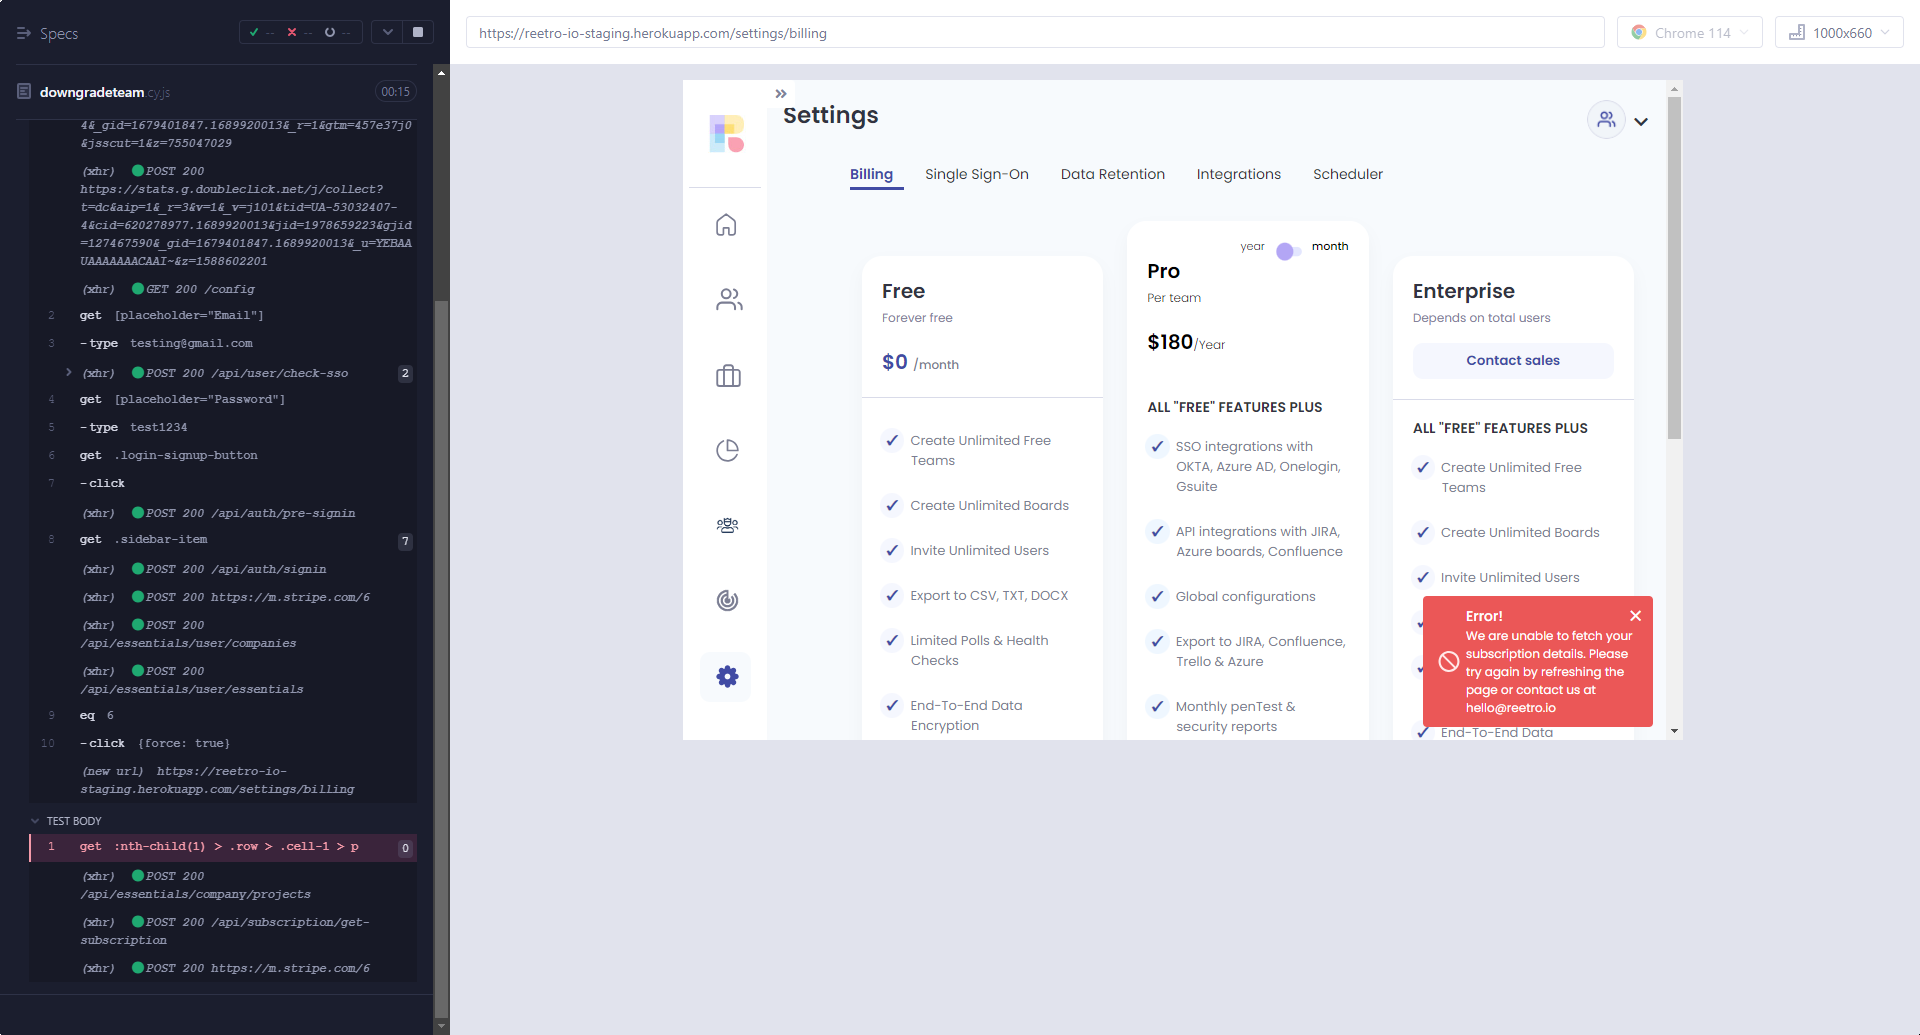 Specs
-- -- --
downgradeteam.cy.js
00:15
4&_gid=1679401847.1689920013&_r=1&gtm=457e37j0
&jsscut=1&z=755047029
(xhr) POST 200
https://stats.g.doubleclick.net/j/collect?
t=dc&aip=1&_r=3&v=1&_v=j101&tid=UA-53032407-
4&cid=620278977.1689920013&jid=1978659223&gjid
=127467590&_gid=1679401847.1689920013&_u=YEBAA
UAAAAAAACAAI~&z=1588602201
(xhr) GET 200 /config
2 get [placeholder="Email"]
3 -type testing@gmail.com
(xhr) POST 200 /api/user/check-sso 2
4 get [placeholder="Password"]
5 -type test1234
6 get .login-signup-button
7 -click
(xhr) POST 200 /api/auth/pre-signin
8 get .sidebar-item 7
(xhr) POST 200 /api/auth/signin
(xhr) POST 200 https://m.stripe.com/6
(xhr) POST 200
/api/essentials/user/companies
(xhr) POST 200
/api/essentials/user/essentials
9 eq 6
10 -click {force: true}
(new url) https://reetro-io-
staging.herokuapp.com/settings/billing
TEST BODY
1 get :nth-child(1) > .row > .cell-1 > p 0
(xhr) POST 200
/api/essentials/company/projects
(xhr) POST 200 /api/subscription/get-
subscription
(xhr) POST 200 https://m.stripe.com/6
https://reetro-io-staging.herokuapp.com/settings/billing
Chrome 114
1000x660
Settings
Billing
Single Sign-On
Data Retention
Integrations
Scheduler
Free
Forever free
$0 /month
Create Unlimited Free
Teams
Create Unlimited Boards
Invite Unlimited Users
Export to CSV, TXT, DOCX
Limited Polls & Health
Checks
End-To-End Data
Encryption
year month
Pro
Per team
$180/Year
ALL "FREE" FEATURES PLUS
SSO integrations with
OKTA, Azure AD, Onelogin,
Gsuite
API integrations with JIRA,
Azure boards, Confluence
Global configurations
Export to JIRA, Confluence,
Trello & Azure
Monthly penTest &
security reports
Enterprise
Depends on total users
Contact sales
ALL "FREE" FEATURES PLUS
Create Unlimited Free
Teams
Create Unlimited Boards
Invite Unlimited Users
End-To-End Data
Error!
We are unable to fetch your
subscription details. Please
try again by refreshing the
page or contact us at
hello@reetro.io